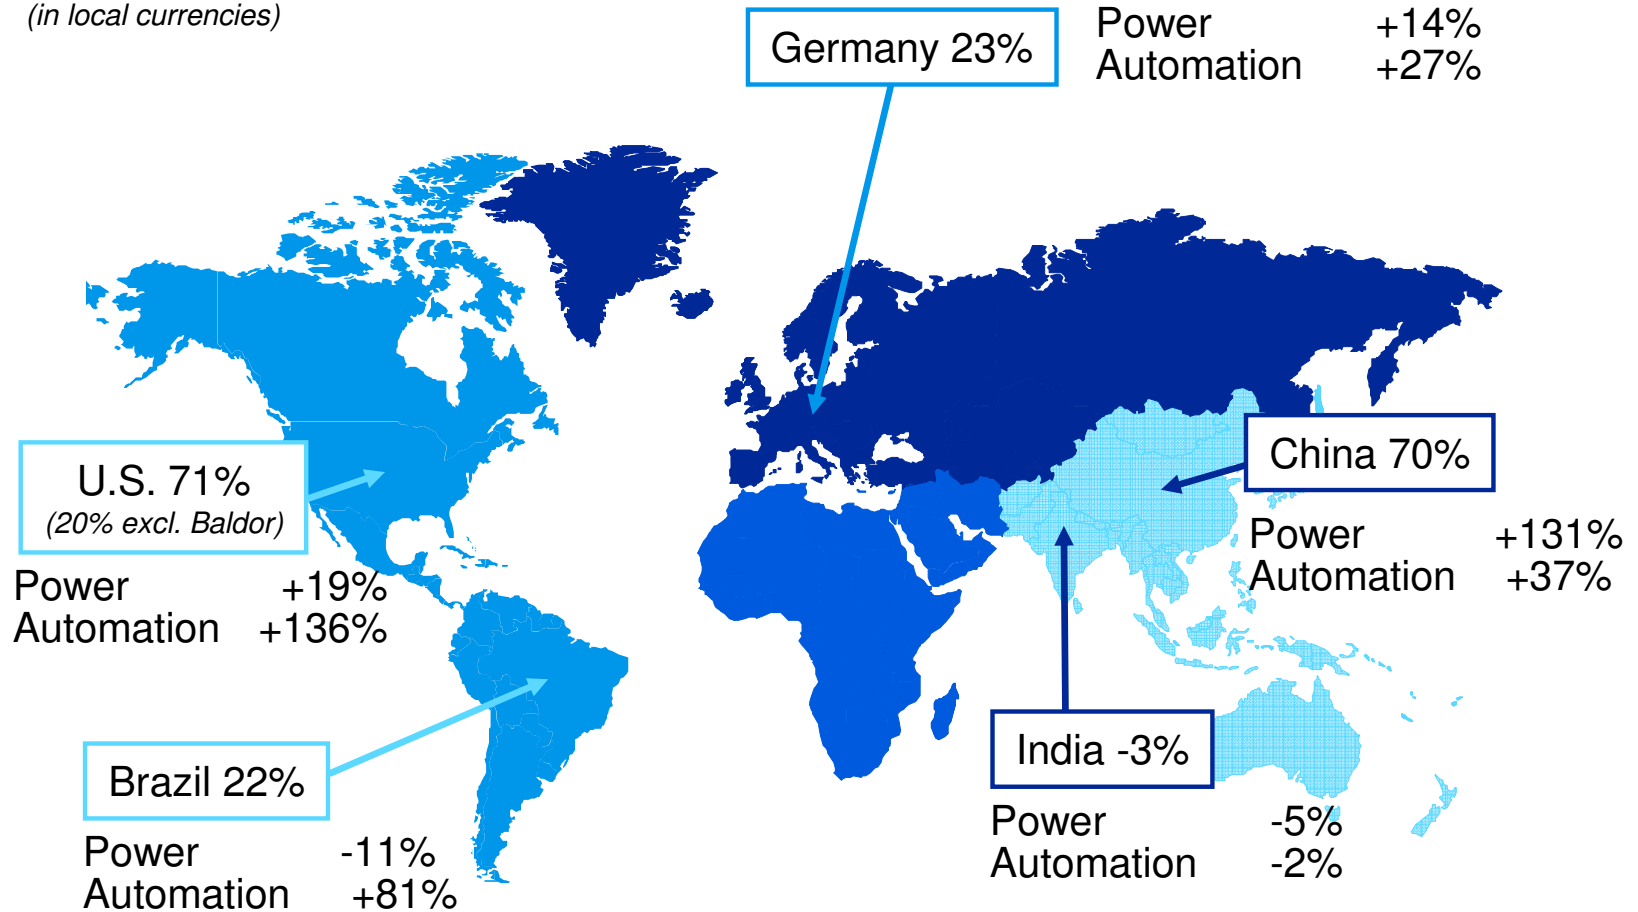 (in local currencies)
Germany 23%
Power +14%
Automation +27%
U.S. 71%
(20% excl. Baldor)
Power +19%
Automation +136%
China 70%
Power +131%
Automation +37%
Brazil 22%
Power -11%
Automation +81%
India -3%
Power -5%
Automation -2%